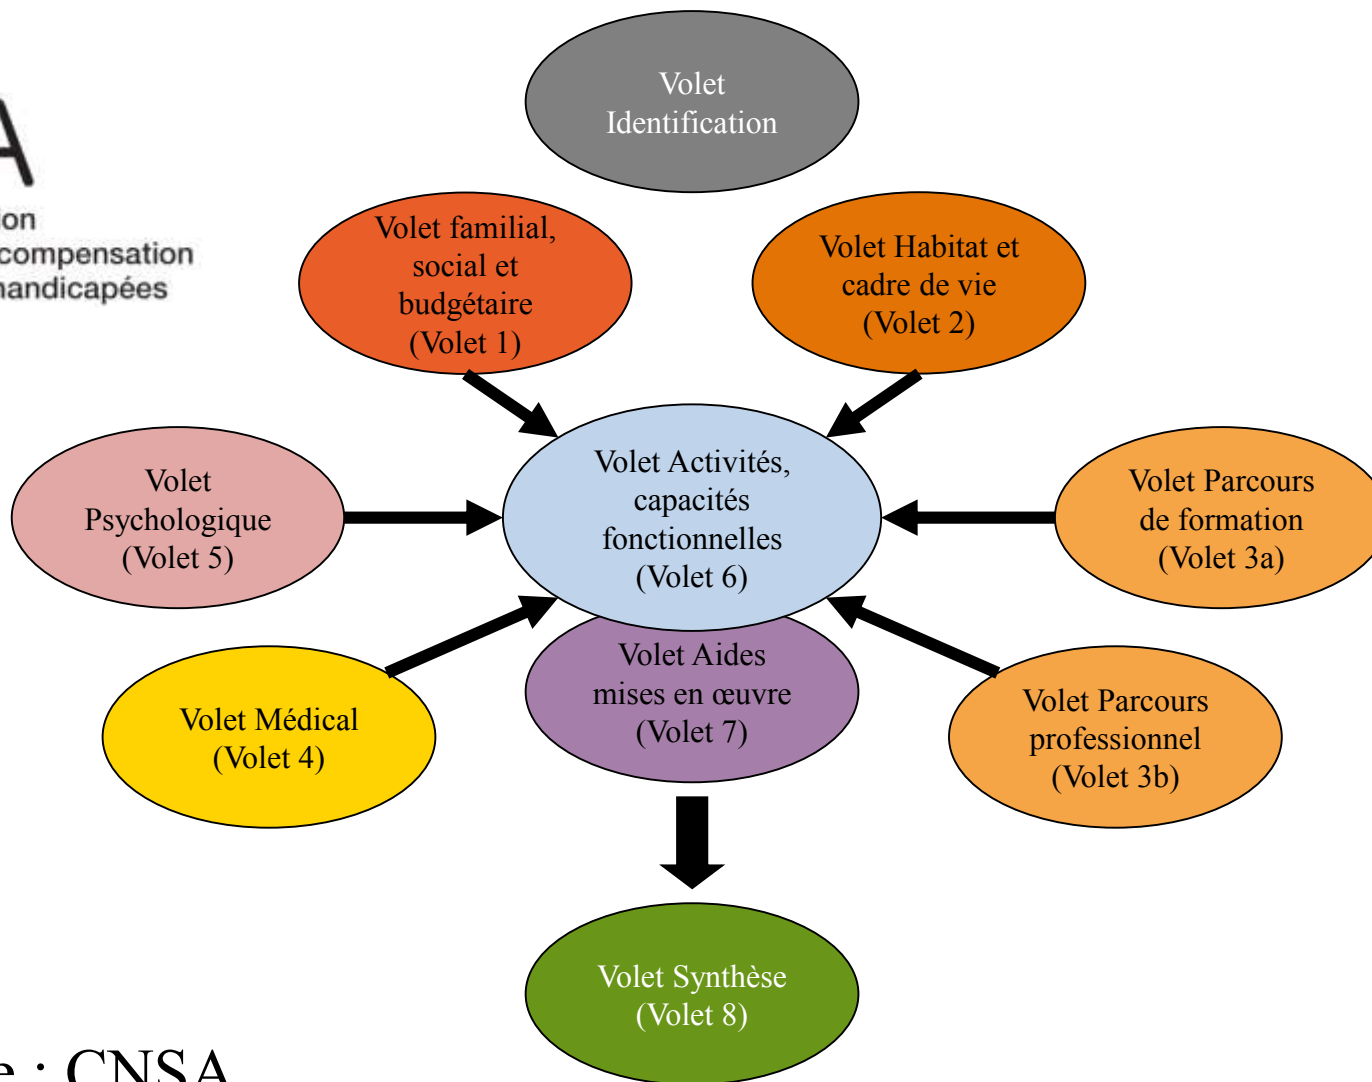 Volet
Identification
A
compensation
handicapées
Volet familial,
social et
budgétaire
(Volet 1)
Volet Habitat et
cadre de vie
(Volet 2)
Volet
Psychologique
(Volet 5)
Volet Activités,
capacités
fonctionnelles
(Volet 6)
Volet Parcours
de formation
(Volet 3a)
Volet Médical
(Volet 4)
Volet Aides
mises en œuvre
(Volet 7)
Volet Parcours
professionnel
(Volet 3b)
Volet Synthèse
(Volet 8)
: CNSA